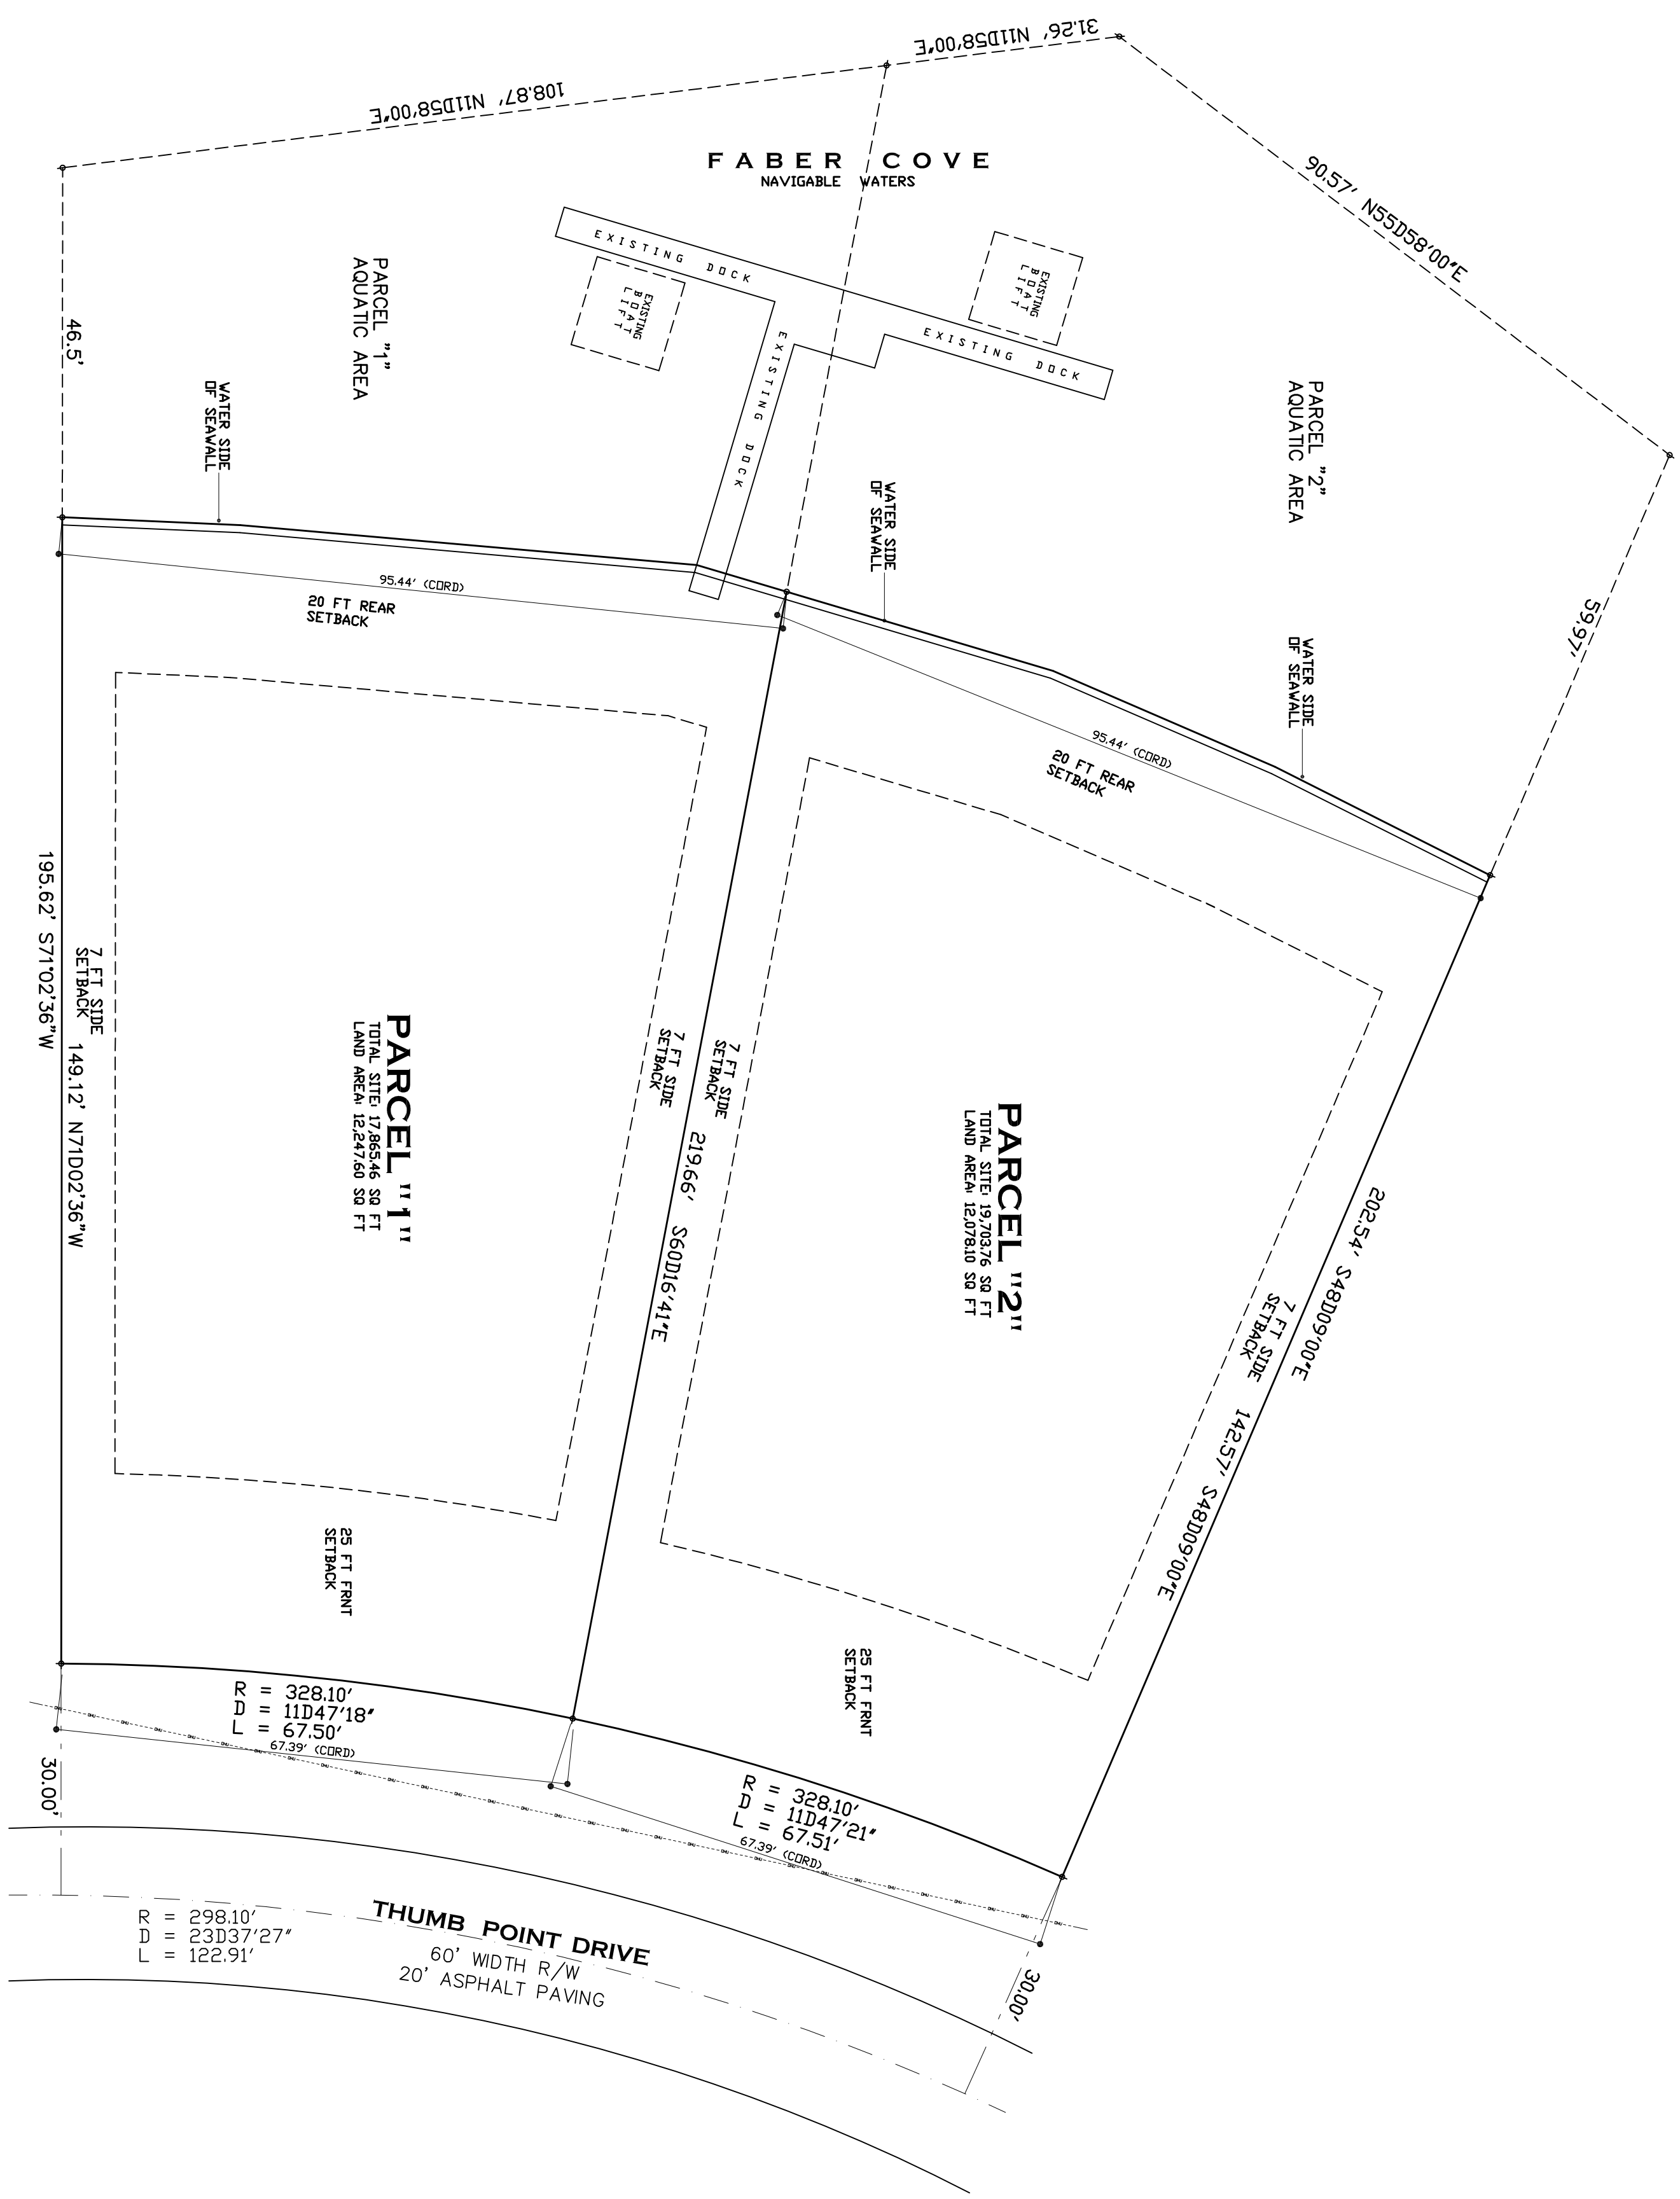 31.26' N11D58'00"E
108.87' N11D58'00"E
FABER COVE
NAVIGABLE WATERS
90.57' N55D58'00"E
EXISTING DOCK
EXISTING
BOAT
LIFT
EXISTING
BOAT
LIFT
EXISTING DOCK
EXISTING DOCK
PARCEL "1"
AQUATIC AREA
PARCEL "2"
AQUATIC AREA
46.5'
59.97'
WATER SIDE
OF SEAWALL
WATER SIDE
OF SEAWALL
WATER SIDE
OF SEAWALL
95.44' (CORD)
20 FT REAR
SETBACK
95.44' (CORD)
20 FT REAR
SETBACK
195.62' S71°02'36"W
7 FT SIDE
SETBACK
149.12' N71D02'36"W
PARCEL "1"
TOTAL SITE: 17,865.46 SQ FT
LAND AREA: 12,247.60 SQ FT
7 FT SIDE
SETBACK
7 FT SIDE
SETBACK
219.66' S60D16'41"E
PARCEL "2"
TOTAL SITE: 19,703.76 SQ FT
LAND AREA: 12,078.10 SQ FT
202.54' S48D09'00"E
7 FT SIDE
SETBACK
142.57' S48D09'00"E
25 FT FRNT
SETBACK
25 FT FRNT
SETBACK
R = 328.10'
D = 11D47'18"
L = 67.50'
67.39' (CORD)
R = 328.10'
D = 11D47'21"
L = 67.51'
67.39' (CORD)
30.00'
30.00'
R = 298.10'
D = 23D37'27"
L = 122.91'
THUMB POINT DRIVE
60' WIDTH R/W
20' ASPHALT PAVING